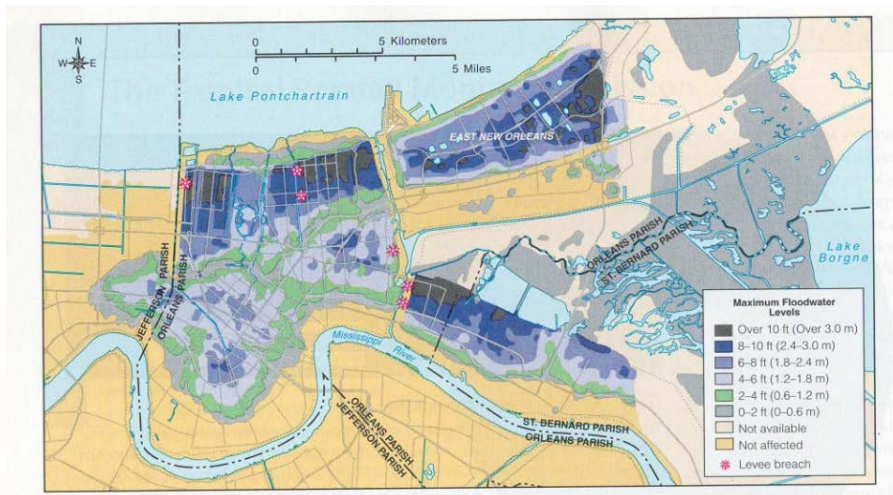 N
W E
S
0 5 Kilometers
0 5 Miles
Lake Pontchartrain
EAST NEW ORLEANS
JEFFERSON PARISH
ORLEANS PARISH
ORLEANS PARISH
ST. BERNARD PARISH
Lake
Borgne
Mississippi
River
ORLEANS PARISH
JEFFERSON PARISH
ST. BERNARD PARISH
ORLEANS PARISH
Maximum Floodwater
Levels
Over 10 ft (Over 3.0 m)
8–10 ft (2.4–3.0 m)
6–8 ft (1.8–2.4 m)
4–6 ft (1.2–1.8 m)
2–4 ft (0.6–1.2 m)
0–2 ft (0–0.6 m)
Not available
Not affected
Levee breach